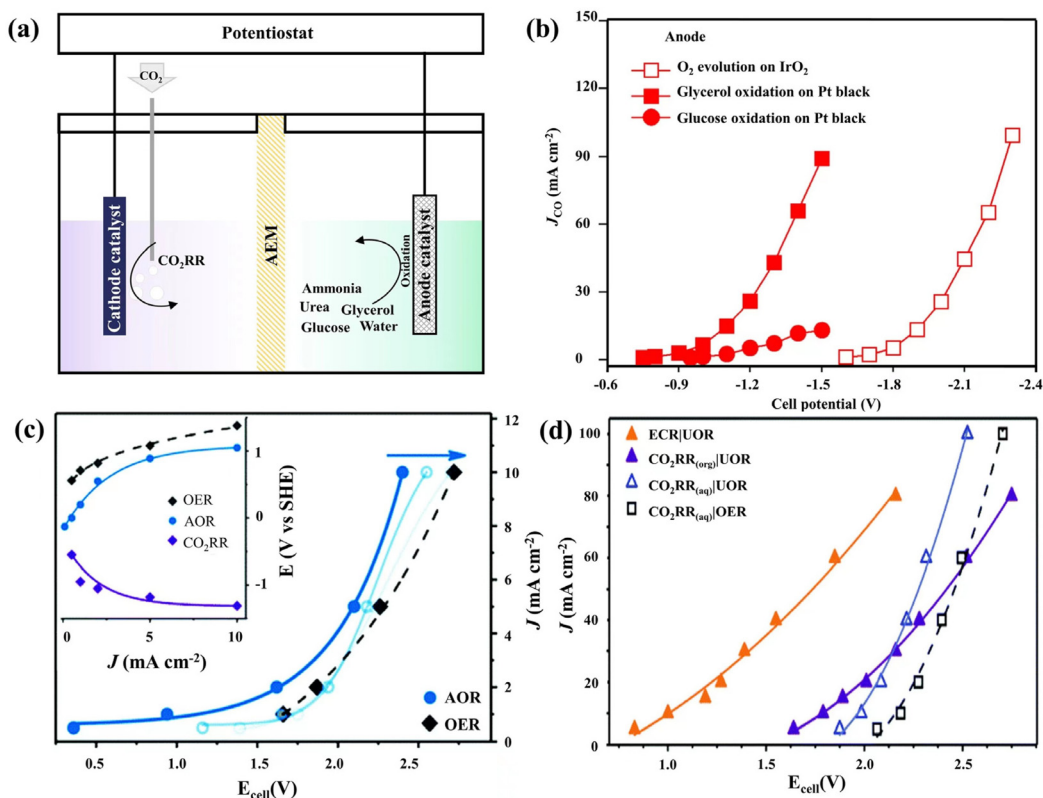 (a)
Potentiostat
CO₂
Cathode catalyst
CO₂RR
AEM
Oxidation
Anode catalyst
Ammonia
Urea Glycerol
Glucose Water
(b)
Anode
O₂ evolution on IrO₂
Glycerol oxidation on Pt black
Glucose oxidation on Pt black
J_CO (mA cm⁻²)
150
120
90
60
30
0
-0.6 -0.9 -1.2 -1.5 -1.8 -2.1 -2.4
Cell potential (V)
(c)
OER
AOR
CO₂RR
E (V vs SHE)
1
0
-1
0 5 10
J (mA cm⁻²)
12
10
8
6
4
2
0
J (mA cm⁻²)
AOR
OER
0.5 1.0 1.5 2.0 2.5
E_cell(V)
(d)
ECR|UOR
CO₂RR(org)|UOR
CO₂RR(aq)|UOR
CO₂RR(aq)|OER
J (mA cm⁻²)
100
80
60
40
20
0
1.0 1.5 2.0 2.5
E_cell(V)